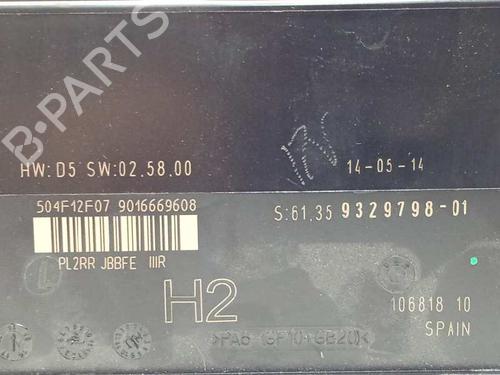 B-PARTS
HW: D5 SW:02.58.00
14-05-14
504F12F07 9016669608
S:61.35 9329798-01
PL2RR JBBFE IIIR
H2
106818 10
SPAIN